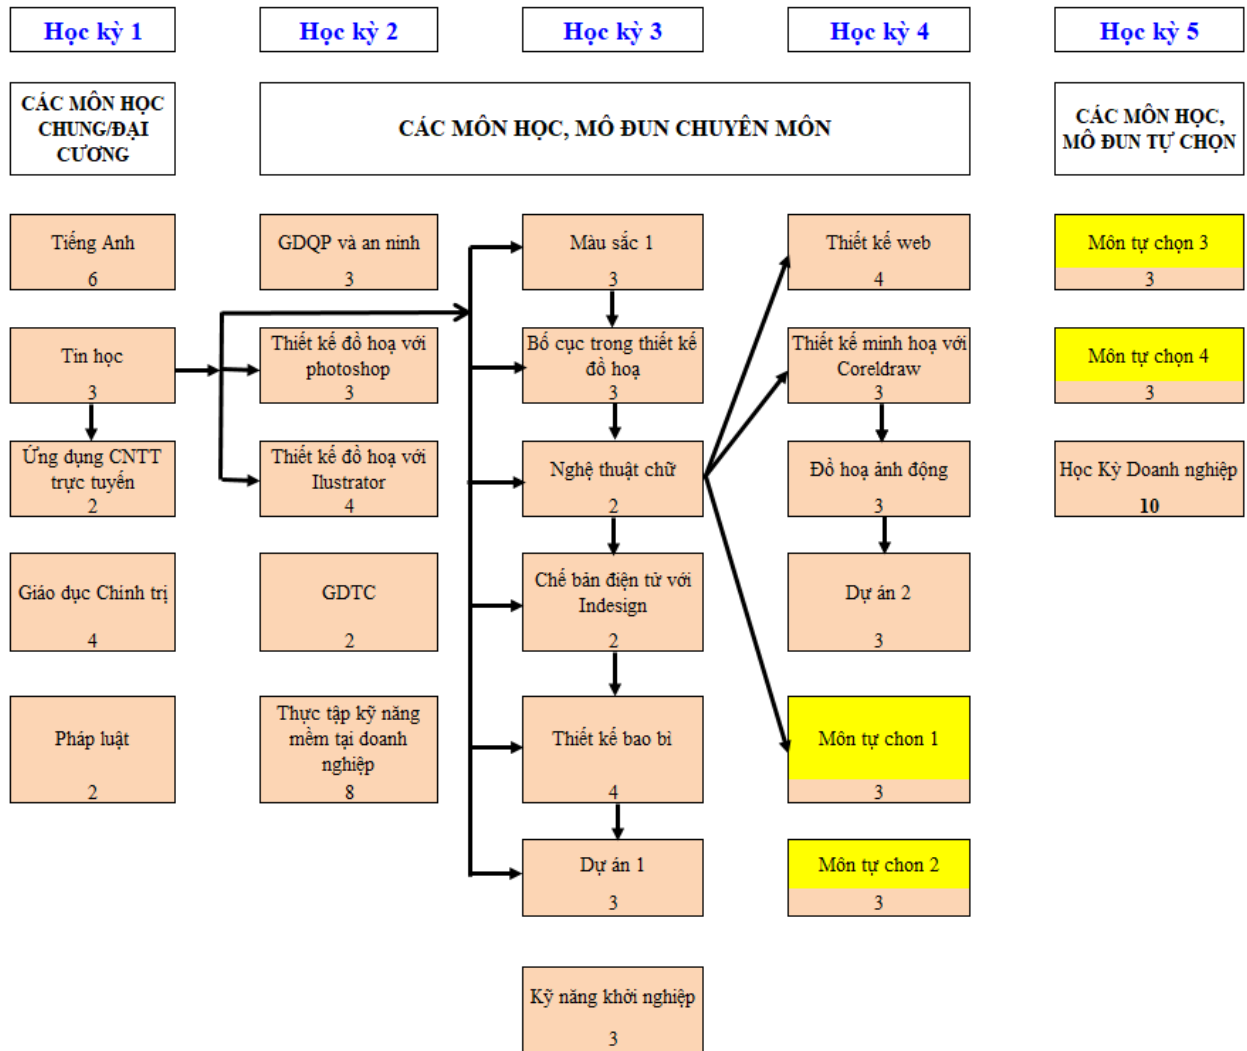 Học kỳ 1
Học kỳ 2
Học kỳ 3
Học kỳ 4
Học kỳ 5
CÁC MÔN HỌC
CHUNG/ĐẠI
CƯƠNG
CÁC MÔN HỌC, MÔ ĐUN CHUYÊN MÔN
CÁC MÔN HỌC,
MÔ ĐUN TỰ CHỌN
Tiếng Anh
6
GDQP và an ninh
3
Màu sắc 1
3
Thiết kế web
4
Môn tự chọn 3
3
Tin học
3
Thiết kế đồ hoạ với
photoshop
3
Bố cục trong thiết kế
đồ hoạ
3
Thiết kế minh hoạ với
Coreldraw
3
Môn tự chọn 4
3
Ứng dụng CNTT
trực tuyến
2
Thiết kế đồ hoạ với
Ilustrator
4
Nghệ thuật chữ
2
Đồ hoạ ảnh động
3
Học Kỳ Doanh nghiệp
10
Giáo dục Chính trị
4
GDTC
2
Chế bản điện tử với
Indesign
2
Dự án 2
3
Pháp luật
2
Thực tập kỹ năng
mềm tại doanh
nghiệp
8
Thiết kế bao bì
4
Môn tự chon 1
3
Dự án 1
3
Môn tự chon 2
3
Kỹ năng khởi nghiệp
3